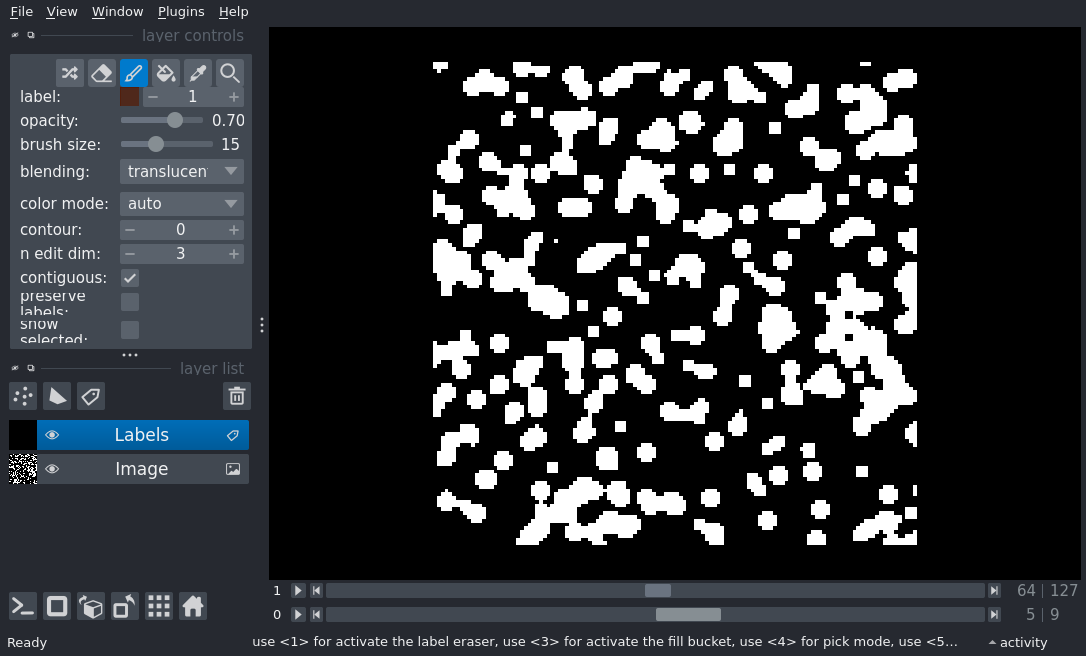 File View Window Plugins Help
layer controls
label: 1
opacity: 0.70
brush size: 15
blending: translucen
color mode: auto
contour: 0
n edit dim: 3
contiguous:
preserve
labels:
show
selected:
layer list
Labels
Image
1 64 127
0 5 9
Ready use <1> for activate the label eraser, use <3> for activate the fill bucket, use <4> for pick mode, use <5... activity